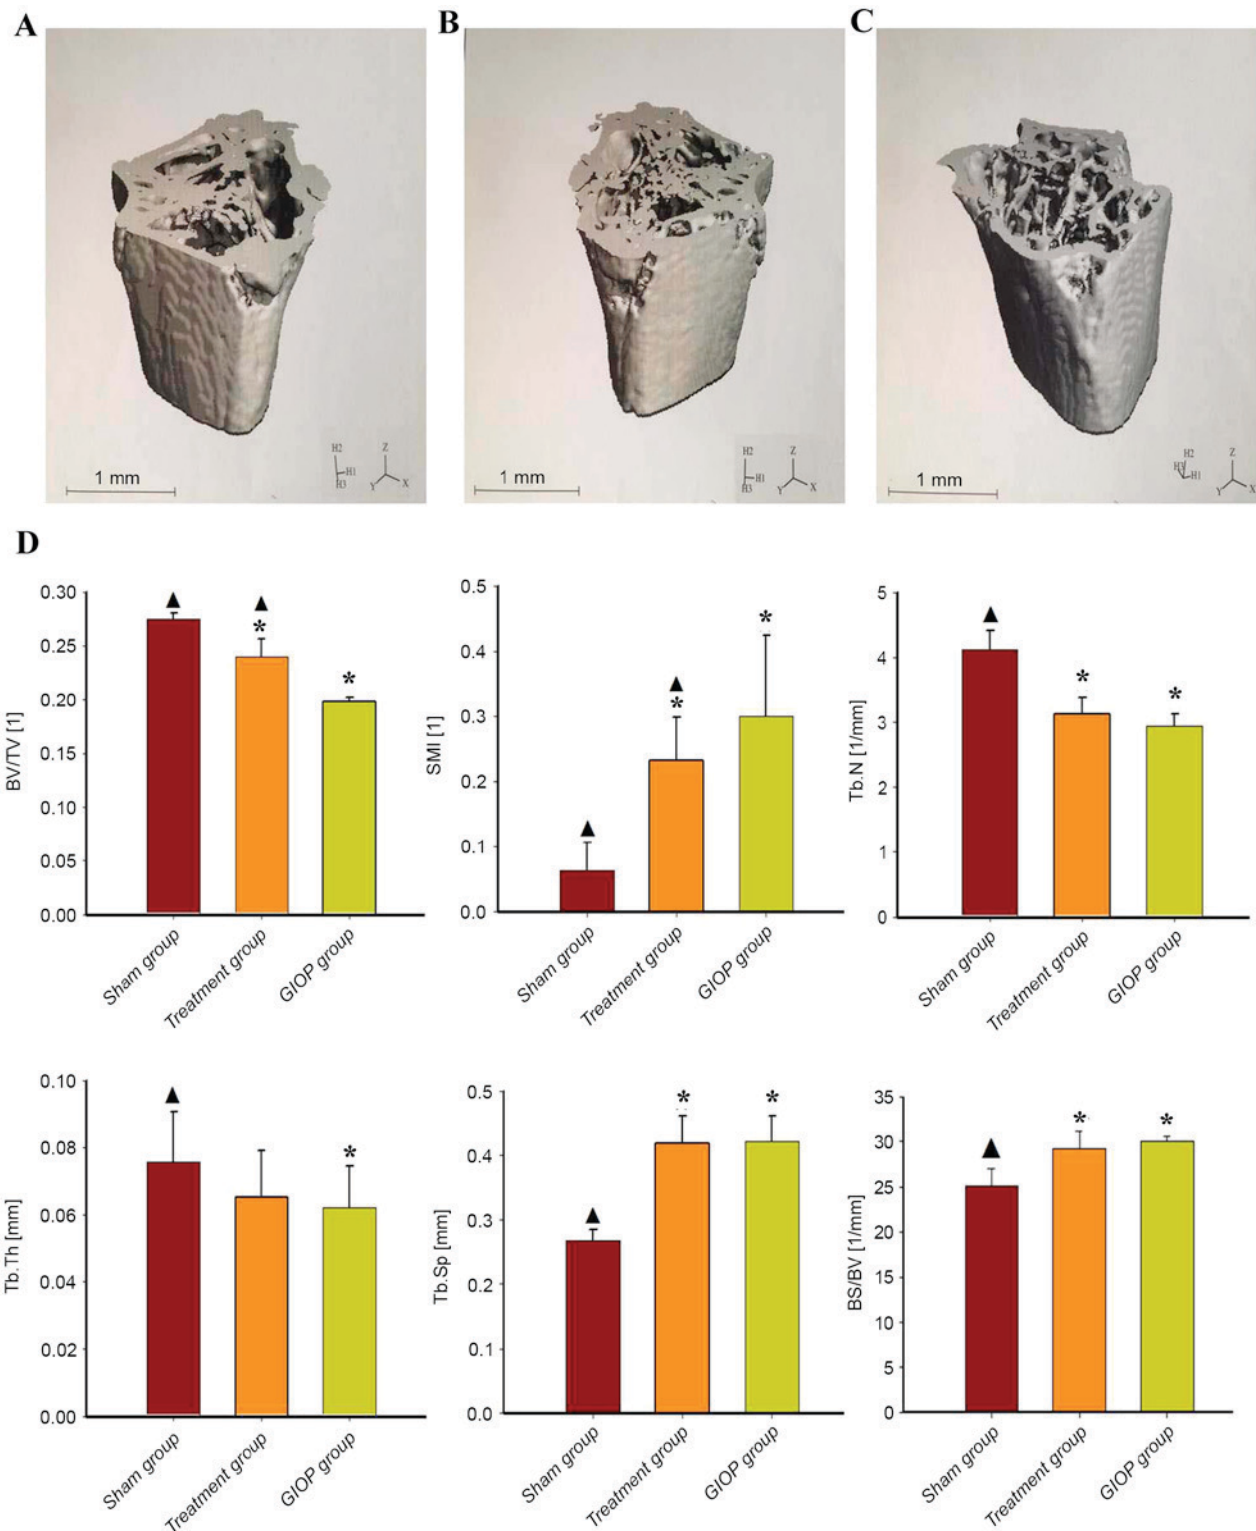 A
B
C
H2
H1
H3
Z
Y
X
1 mm
H2
H1
H3
Z
Y
X
1 mm
H2
H3
H1
Z
Y
X
1 mm
D
BV/TV [1]
0.30
0.25
0.20
0.15
0.10
0.05
0.00
▲
▲
*
*
Sham group
Treatment group
GIOP group
SMI [1]
0.5
0.4
0.3
0.2
0.1
0.0
▲
▲
*
*
Sham group
Treatment group
GIOP group
Tb.N [1/mm]
5
4
3
2
1
0
▲
*
*
Sham group
Treatment group
GIOP group
Tb.Th [mm]
0.10
0.08
0.06
0.04
0.02
0.00
▲
*
Sham group
Treatment group
GIOP group
Tb.Sp [mm]
0.5
0.4
0.3
0.2
0.1
0.0
▲
*
*
Sham group
Treatment group
GIOP group
BS/BV [1/mm]
35
30
25
20
15
10
5
0
▲
*
*
Sham group
Treatment group
GIOP group